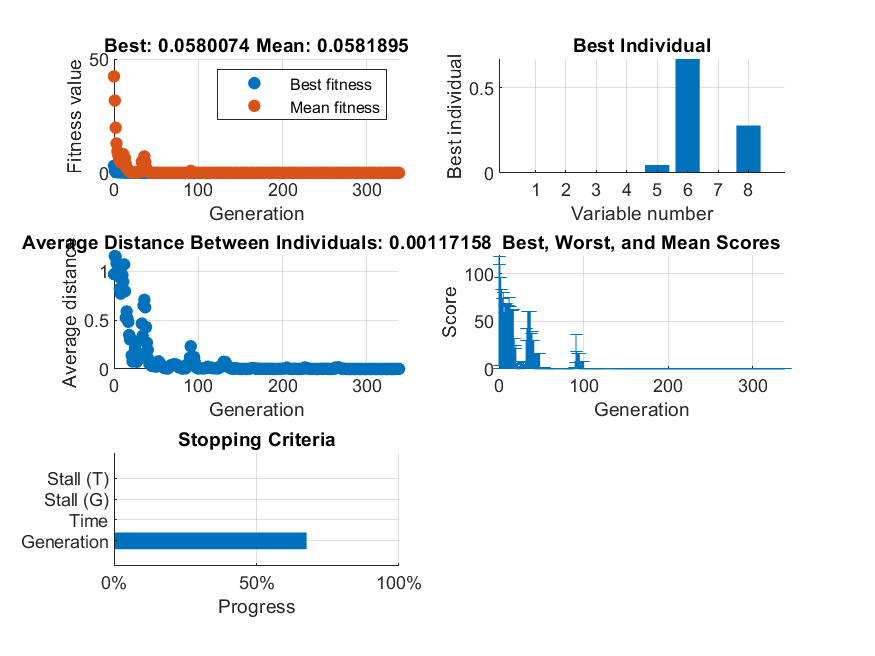 Best: 0.0580074 Mean: 0.0581895
50
0
Fitness value
Best fitness
Mean fitness
0 100 200 300
Generation
Best Individual
0.5
0
Best individual
1 2 3 4 5 6 7 8
Variable number
Average Distance Between Individuals: 0.00117158
1
0.5
0
Average distance
0 100 200 300
Generation
Best, Worst, and Mean Scores
100
50
0
Score
0 100 200 300
Generation
Stopping Criteria
Stall (T)
Stall (G)
Time
Generation
0% 50% 100%
Progress